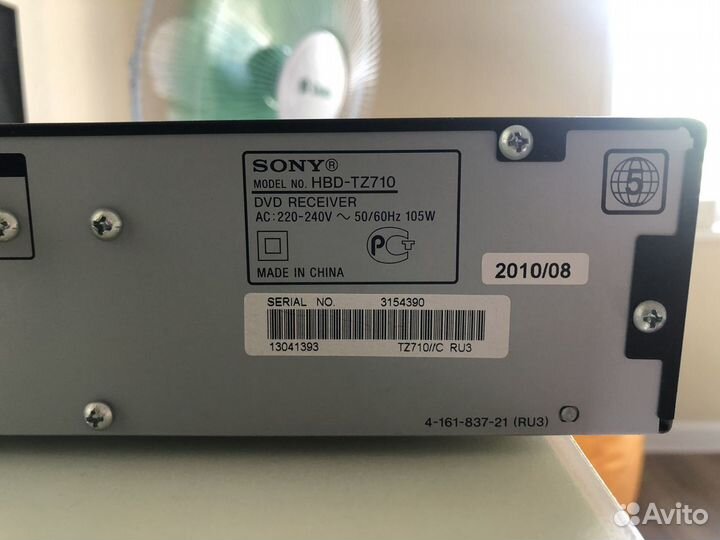 SONY®
MODEL NO. HBD-TZ710
DVD RECEIVER
AC:220-240V ~ 50/60Hz 105W
PCT
MADE IN CHINA
5
2010/08
SERIAL NO. 3154390
13041393 TZ710//C RU3
4-161-837-21 (RU3)
Avito